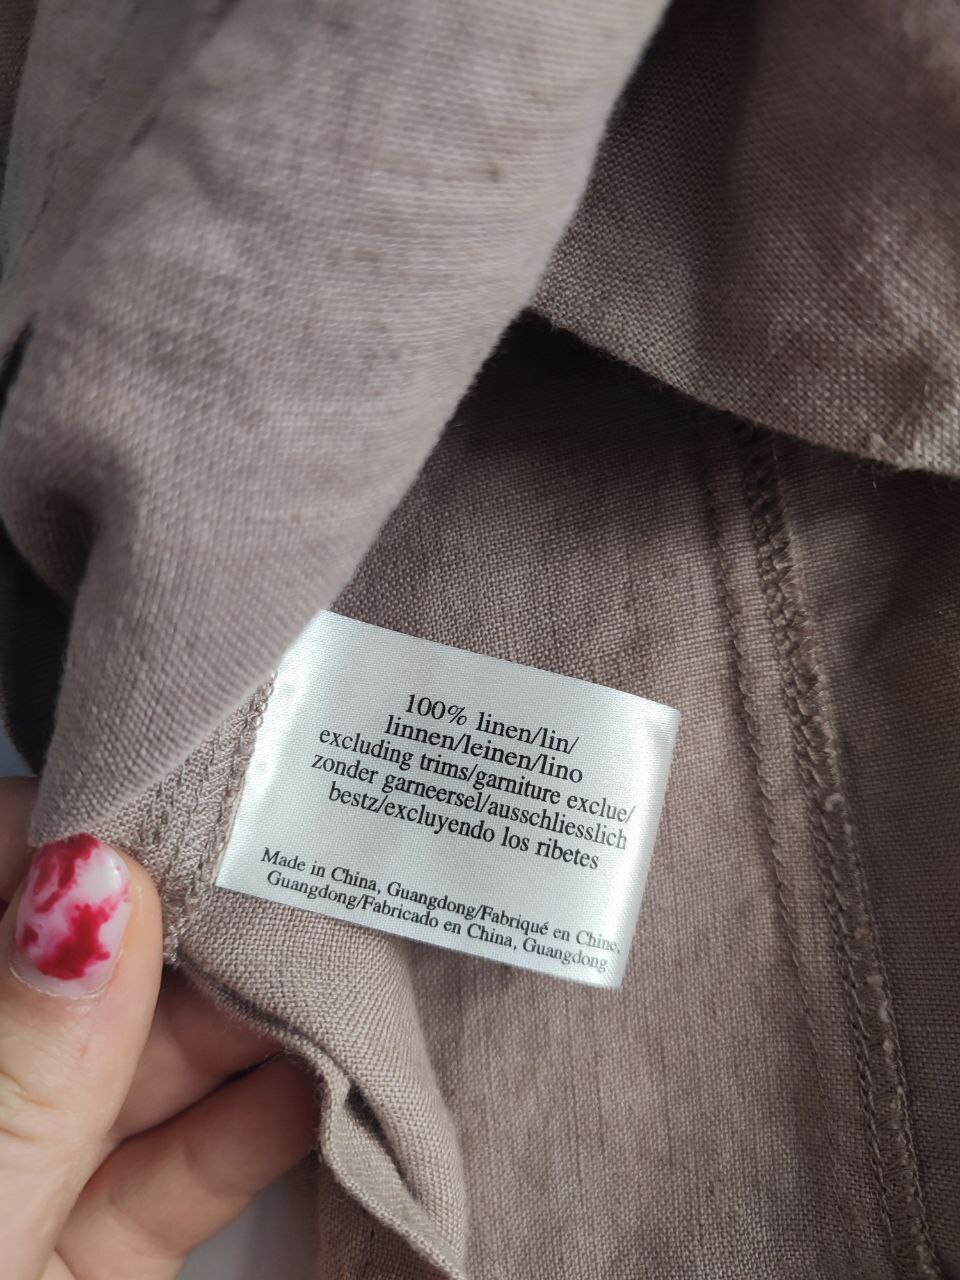 100% linen/lin/
linnen/leinen/lino
excluding trims/garniture exclue/
zonder garneersel/ausschliesslich
bestz/excluyendo los ribetes
Made in China, Guangdong/Fabriqué en Chine,
Guangdong/Fabricado en China, Guangdong